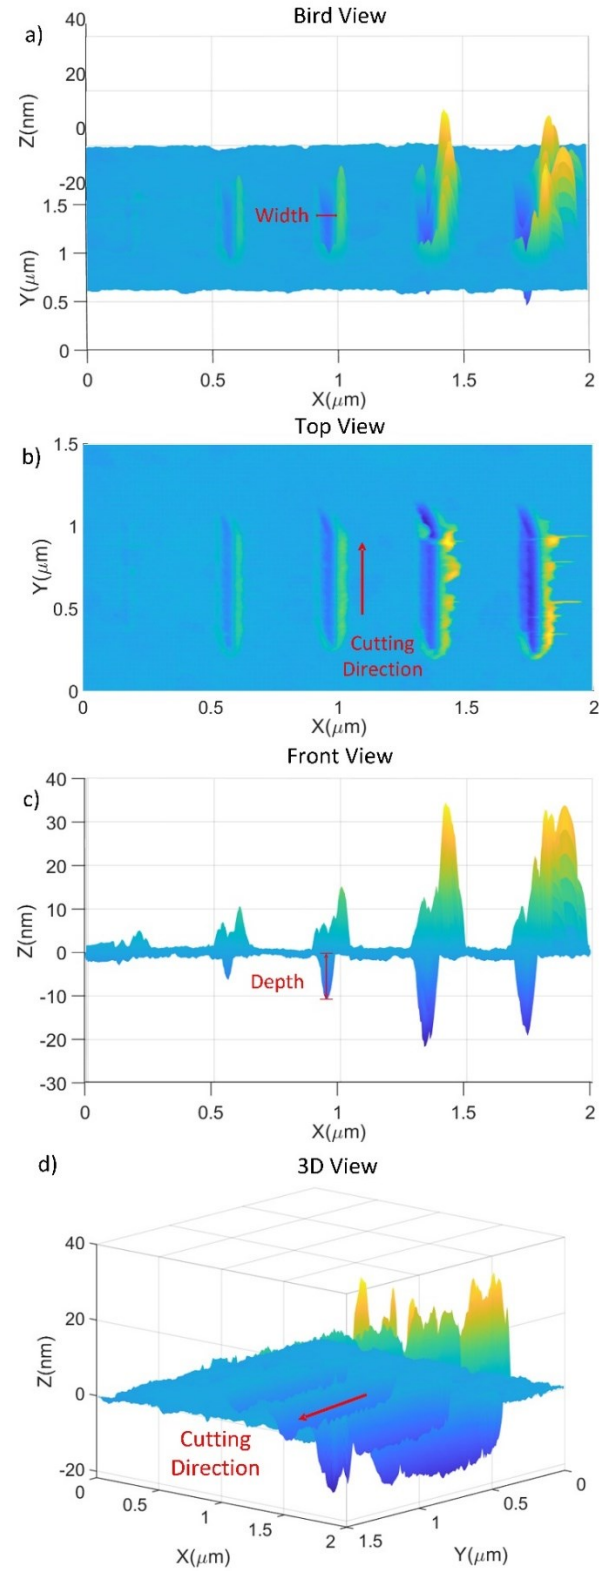 Bird View
a)
40
20
0
-20
Z(nm)
1.5
1
0.5
0
Y(μm)
Width
0 0.5 1 1.5 2
X(μm)
Top View
b)
1.5
1
0.5
0
Y(μm)
Cutting
Direction
0 0.5 1 1.5 2
X(μm)
Front View
c)
40
30
20
10
0
-10
-20
-30
Z(nm)
Depth
0 0.5 1 1.5 2
X(μm)
d)
3D View
40
20
0
-20
Z(nm)
Cutting
Direction
0 0.5 1 1.5 2
X(μm)
1.5 1 0.5 0
Y(μm)